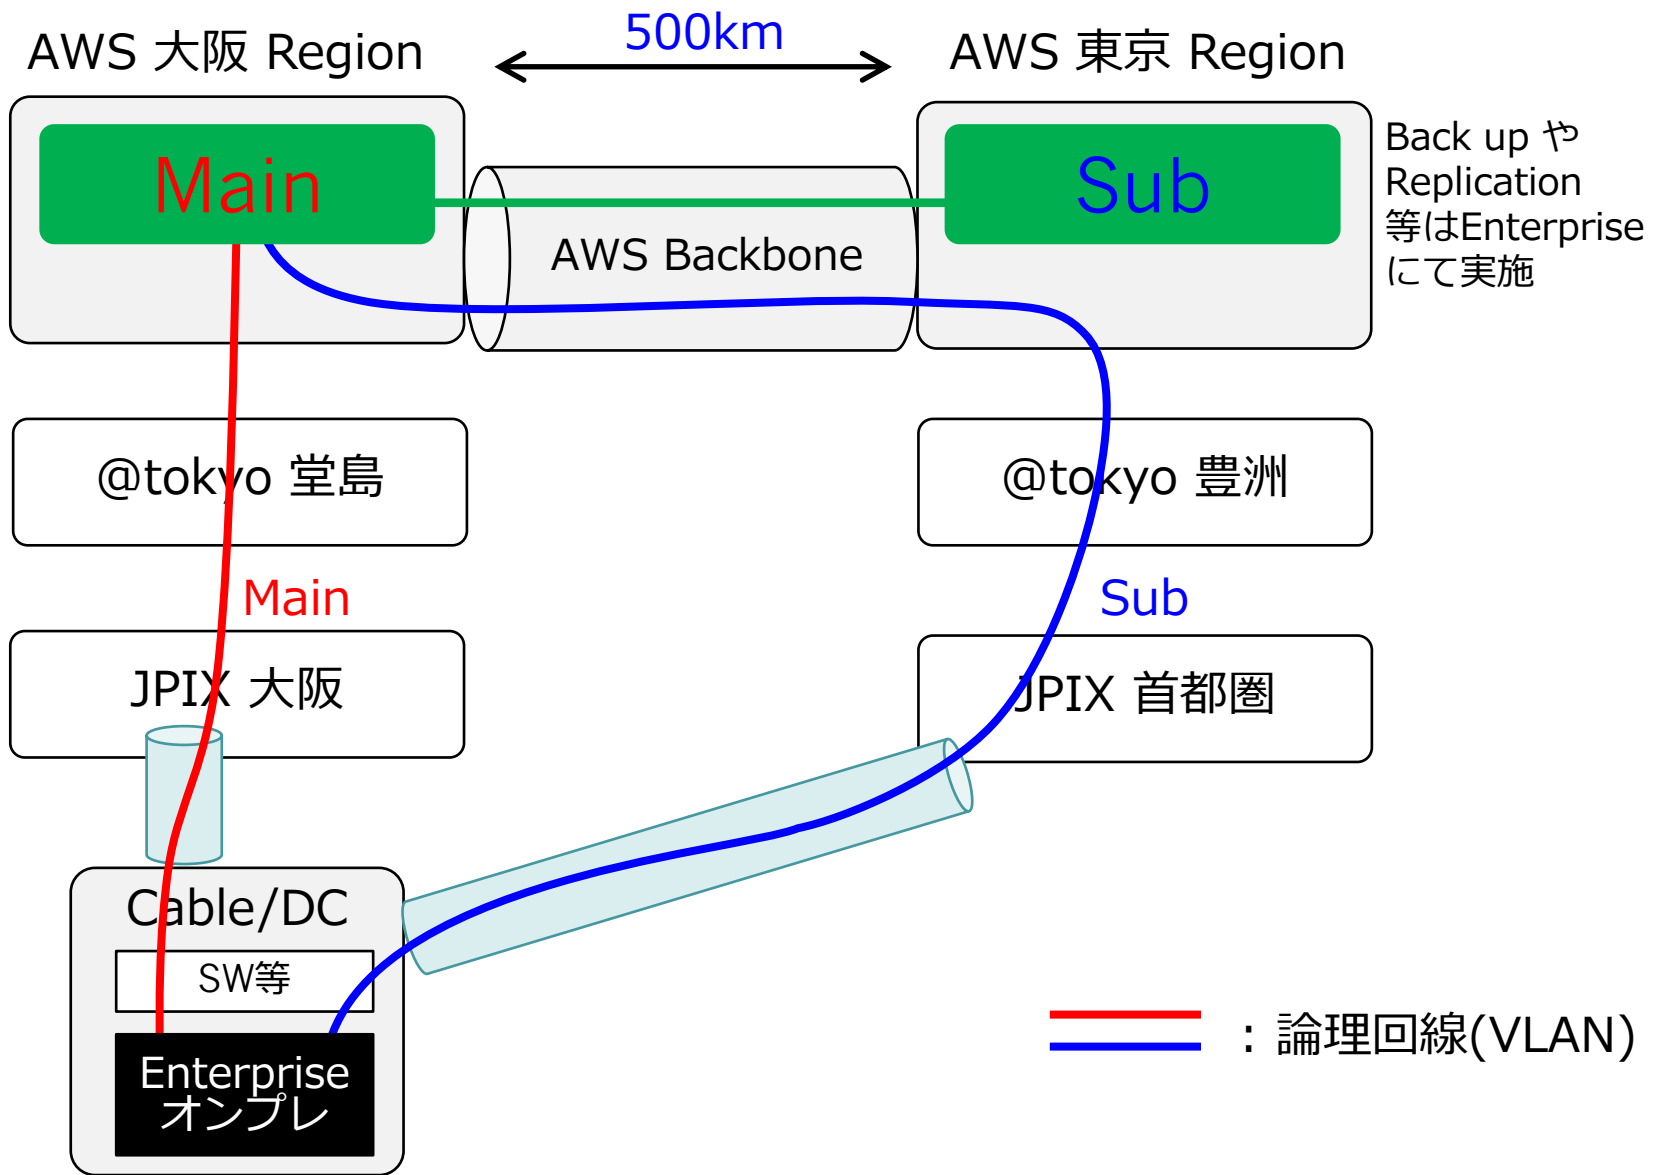 500km
AWS 大阪 Region
AWS 東京 Region
Main
Sub
Back up や
Replication
等はEnterprise
にて実施
AWS Backbone
@tokyo 堂島
@tokyo 豊洲
Main
Sub
JPIX 大阪
JPIX 首都圏
Cable/DC
SW等
Enterprise
オンプレ
: 論理回線(VLAN)